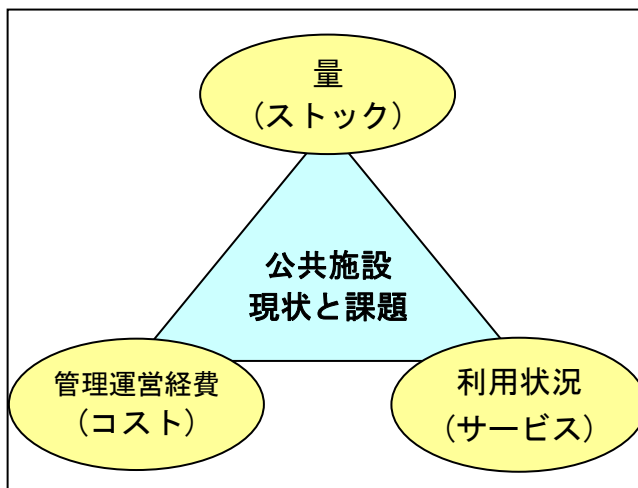 量
(ストック)
公共施設
現状と課題
管理運営経費
(コスト)
利用状況
(サービス)